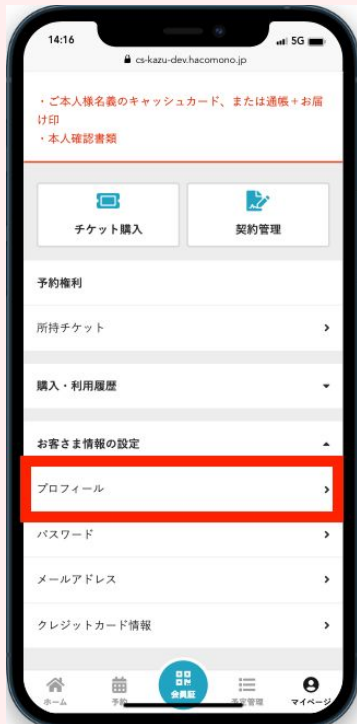 14:16
5G
cs-kazu-dev.hacomono.jp
・ご本人様名義のキャッシュカード、または通帳+お届
け印
・本人確認書類
チケット購入
契約管理
予約権利
所持チケット
購入・利用履歴
お客さま情報の設定
プロフィール
パスワード
メールアドレス
クレジットカード情報
ホーム
予約
会員証
予定管理
マイページ